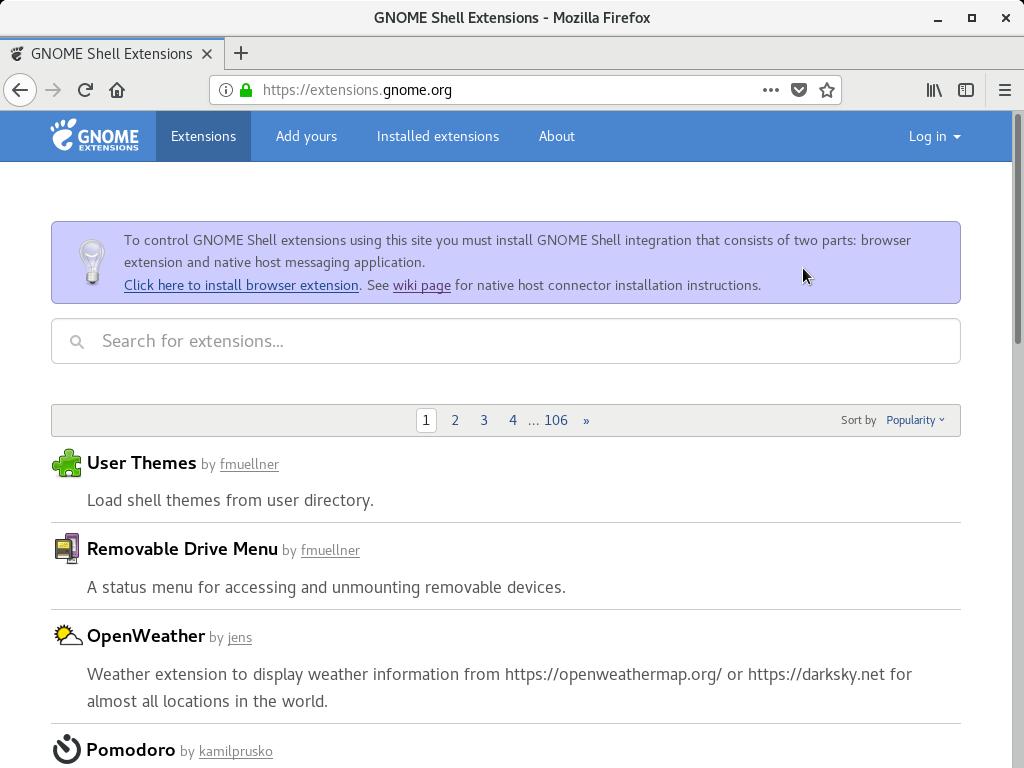 GNOME Shell Extensions - Mozilla Firefox
GNOME Shell Extensions
https://extensions.gnome.org
GNOME
EXTENSIONS
Extensions
Add yours
Installed extensions
About
Log in
To control GNOME Shell extensions using this site you must install GNOME Shell integration that consists of two parts: browser
extension and native host messaging application.
Click here to install browser extension. See wiki page for native host connector installation instructions.
Search for extensions...
1 2 3 4 ... 106 »
Sort by Popularity
User Themes by fmuellner
Load shell themes from user directory.
Removable Drive Menu by fmuellner
A status menu for accessing and unmounting removable devices.
OpenWeather by jens
Weather extension to display weather information from https://openweathermap.org/ or https://darksky.net for
almost all locations in the world.
Pomodoro by kamilprusko